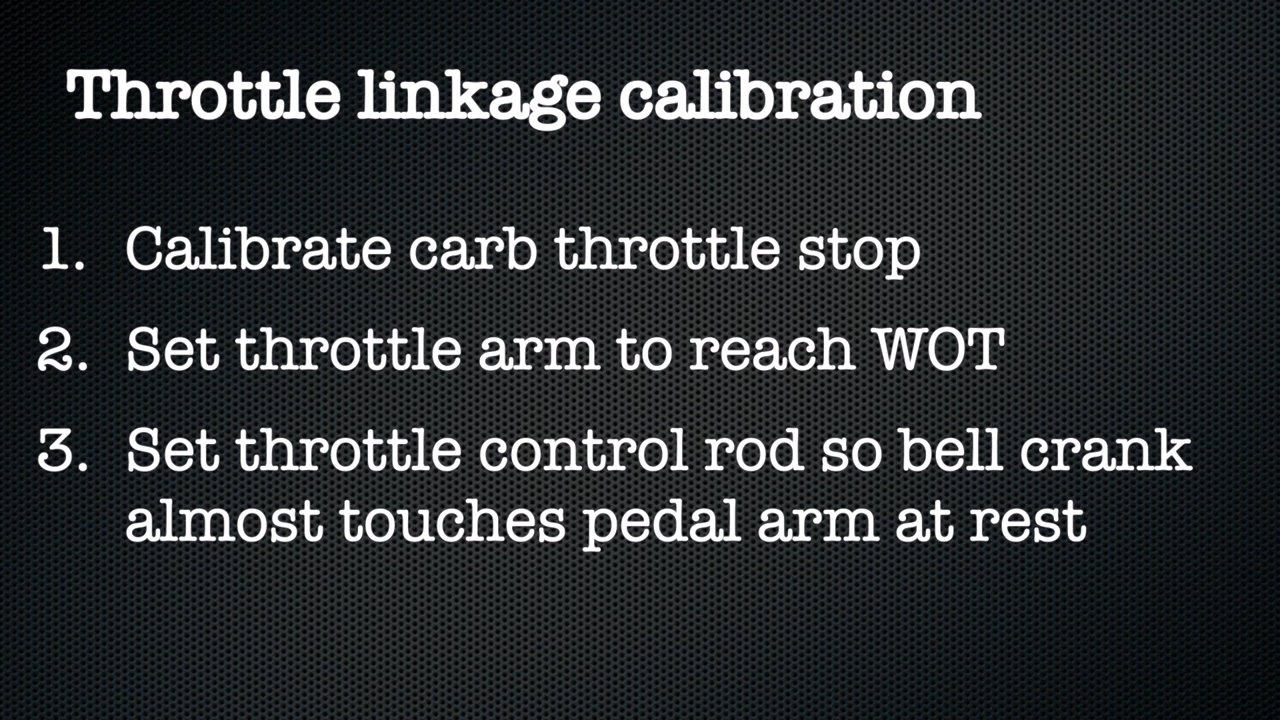 Throttle linkage calibration
1. Calibrate carb throttle stop
2. Set throttle arm to reach WOT
3. Set throttle control rod so bell crank
almost touches pedal arm at rest